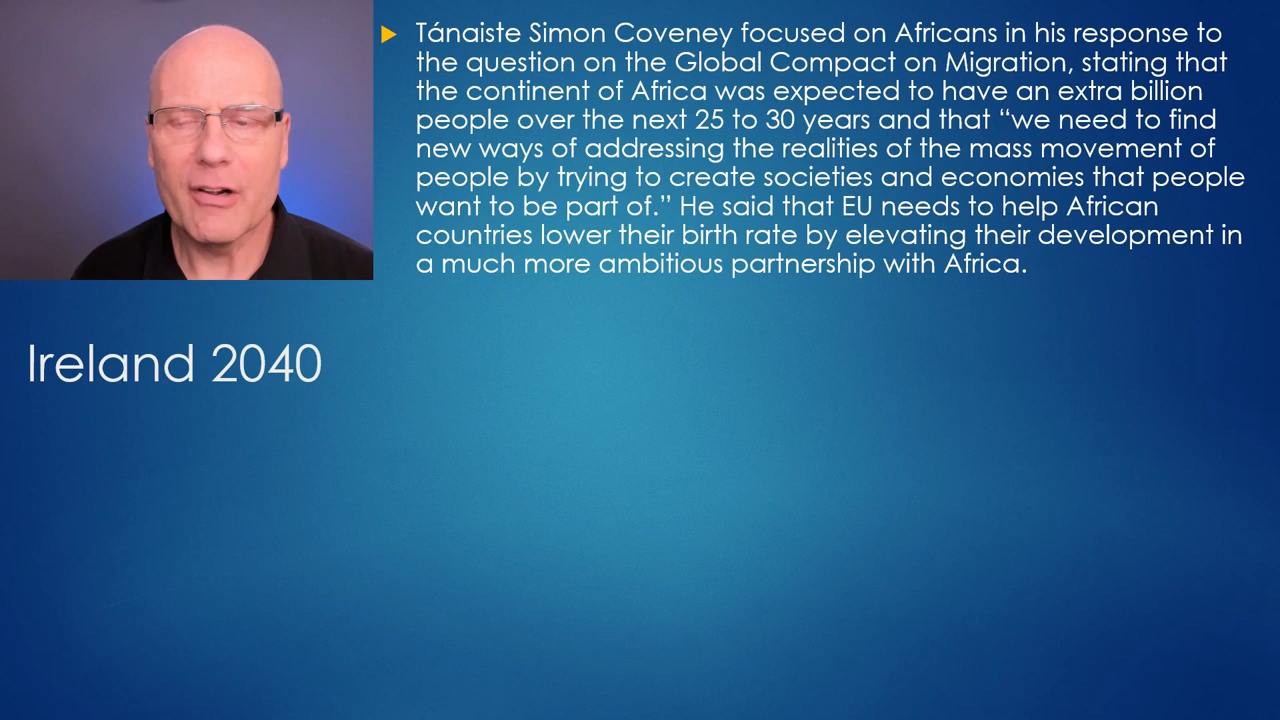 Tánaiste Simon Coveney focused on Africans in his response to
the question on the Global Compact on Migration, stating that
the continent of Africa was expected to have an extra billion
people over the next 25 to 30 years and that “we need to find
new ways of addressing the realities of the mass movement of
people by trying to create societies and economies that people
want to be part of.” He said that EU needs to help African
countries lower their birth rate by elevating their development in
a much more ambitious partnership with Africa.
Ireland 2040